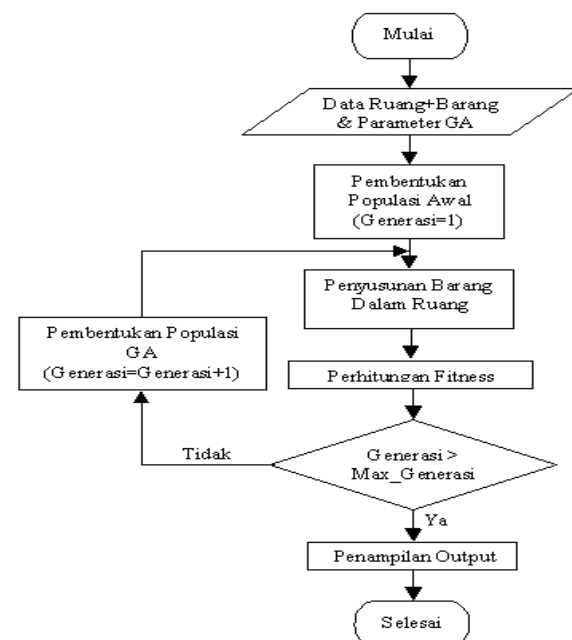 Mulai
Data Ruang+Barang
& Parameter GA
Pembentukan
Populasi Awal
(Generasi=1)
Penyusunan Barang
Dalam Ruang
Pembentukan Populasi
GA
(Generasi=Generasi+1)
Perhitungan Fitness
Generasi >
Max_Generasi
Tidak
Ya
Penampilan Output
Selesai